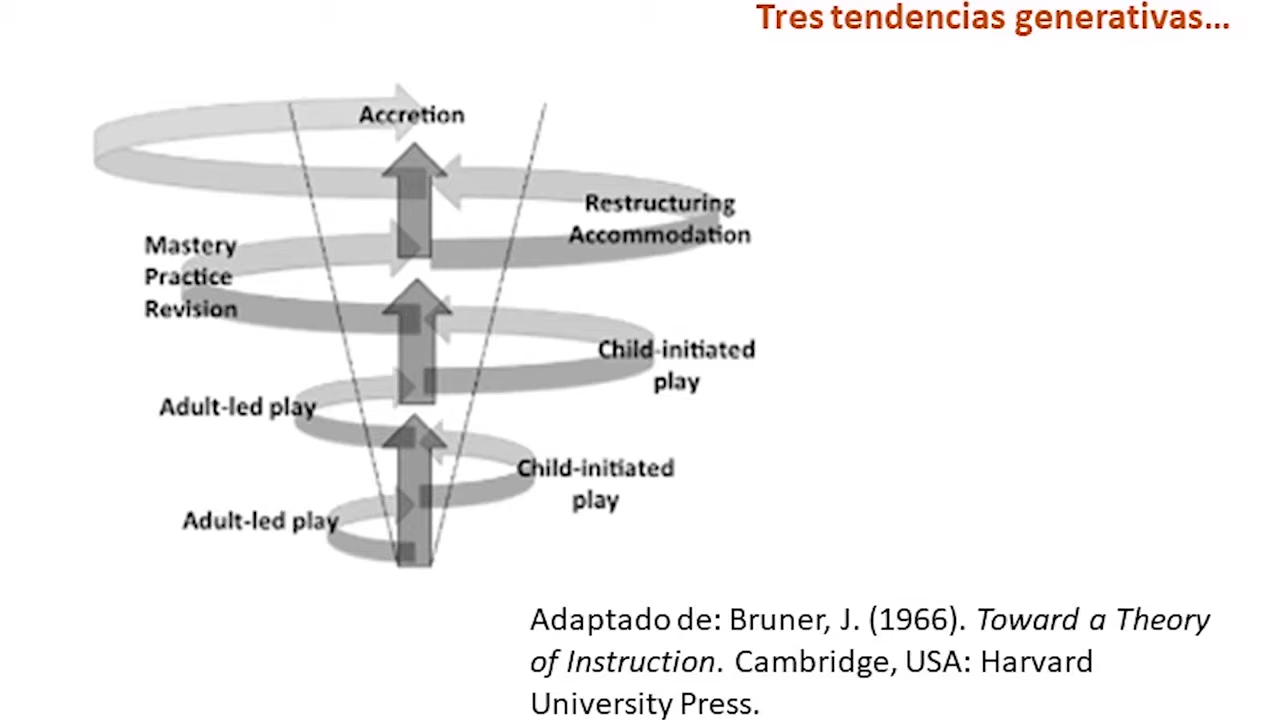 Tres tendencias generativas...
Accretion
Restructuring
Accommodation
Mastery
Practice
Revision
Child-initiated
play
Adult-led play
Child-initiated
play
Adult-led play
Adaptado de: Bruner, J. (1966). Toward a Theory
of Instruction. Cambridge, USA: Harvard
University Press.